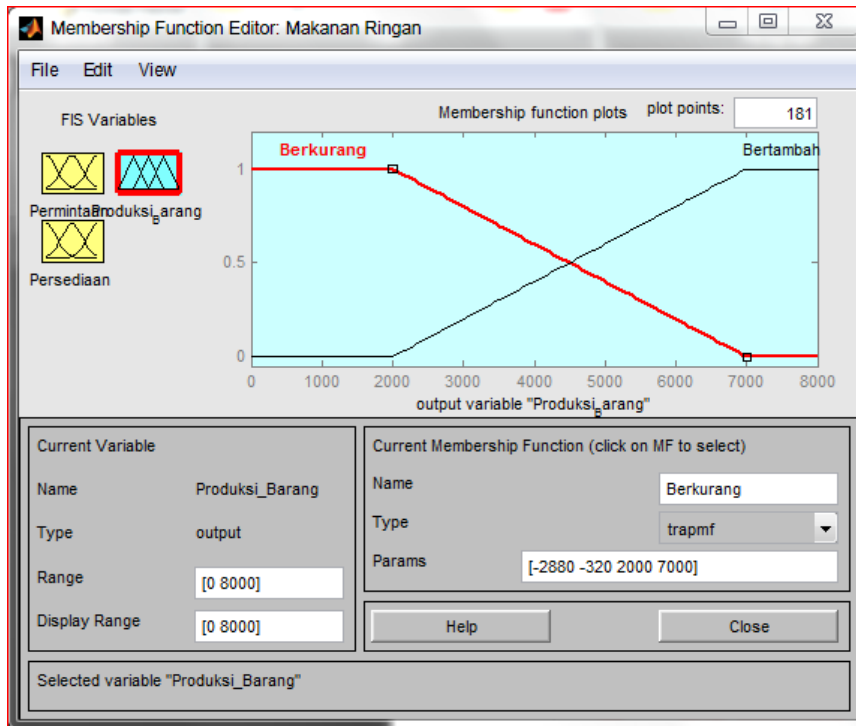 Membership Function Editor: Makanan Ringan
File Edit View
FIS Variables
Membership function plots plot points: 181
Permintaan
Produksi_Barang
Persediaan
Berkurang
Bertambah
1
0.5
0
0 1000 2000 3000 4000 5000 6000 7000 8000
output variable "Produksi_Barang"
Current Variable
Name Produksi_Barang
Type output
Range [0 8000]
Display Range [0 8000]
Current Membership Function (click on MF to select)
Name Berkurang
Type trapmf
Params [-2880 -320 2000 7000]
Help Close
Selected variable "Produksi_Barang"